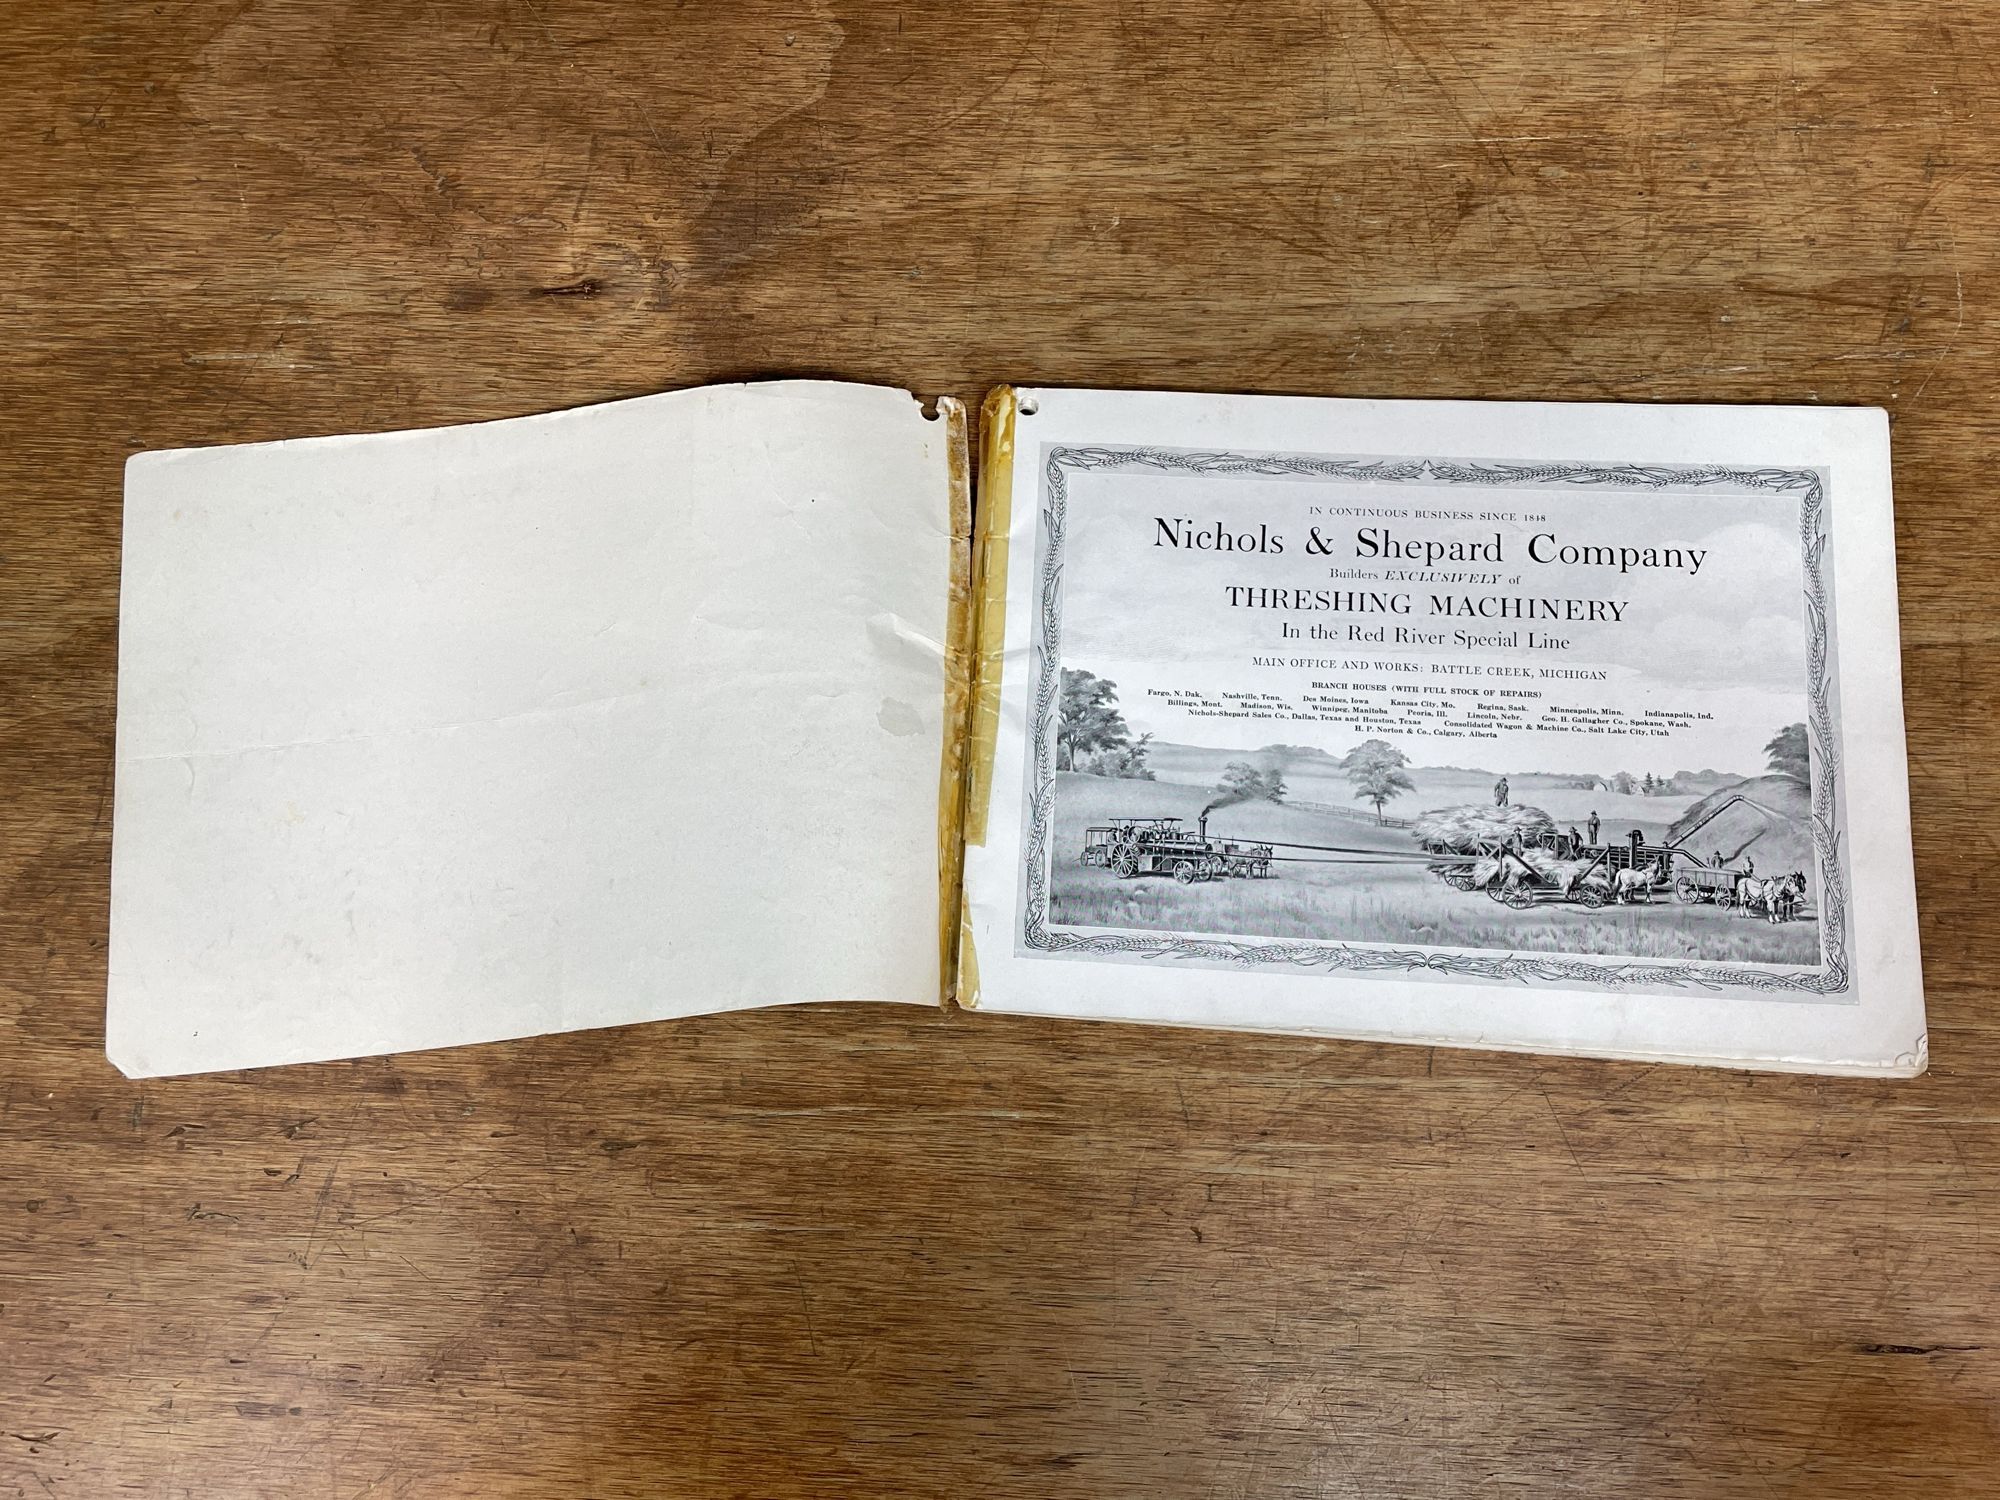 IN CONTINUOUS BUSINESS SINCE 1848
Nichols & Shepard Company
Builders EXCLUSIVELY of
THRESHING MACHINERY
In the Red River Special Line
MAIN OFFICE AND WORKS: BATTLE CREEK, MICHIGAN
BRANCH HOUSES (WITH FULL STOCK OF REPAIRS)
Fargo, N. Dak. Nashville, Tenn. Des Moines, Iowa Kansas City, Mo. Regina, Sask. Minneapolis, Minn. Indianapolis, Ind.
Billings, Mont. Madison, Wis. Winnipeg, Manitoba Peoria, Ill. Lincoln, Nebr. Geo. H. Gallagher Co., Spokane, Wash.
Nichols-Shepard Sales Co., Dallas, Texas and Houston, Texas Consolidated Wagon & Machine Co., Salt Lake City, Utah
H. P. Norton & Co., Calgary, Alberta